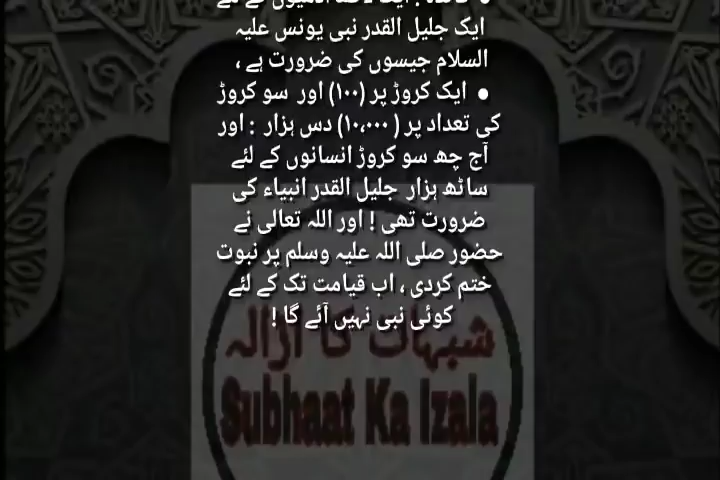 ایک جلیل القدر نبی یونس علیہ
السلام جیسوں کی ضرورت ہے ،
• ایک کروڑ پر (۱۰۰) اور سو کروڑ
کی تعداد پر ( ۱۰،۰۰۰) دس ہزار : اور
آج چھ سو کروڑ انسانوں کے لئے
ساٹھ ہزار جلیل القدر انبیاء کی
ضرورت تھی ! اور اللہ تعالی نے
حضور صلی اللہ علیہ وسلم پر نبوت
ختم کردی ، اب قیامت تک کے لئے
کوئی نبی نہیں آئے گا !
شبہات کا ازالہ
Subhaat Ka Izala